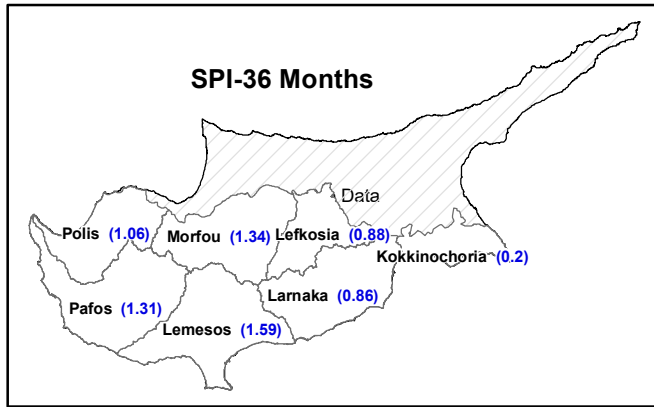 SPI-36 Months
Data
Polis (1.06)
Morfou (1.34)
Lefkosia (0.88)
Kokkinochoria (0.2)
Pafos (1.31)
Larnaka (0.86)
Lemesos (1.59)